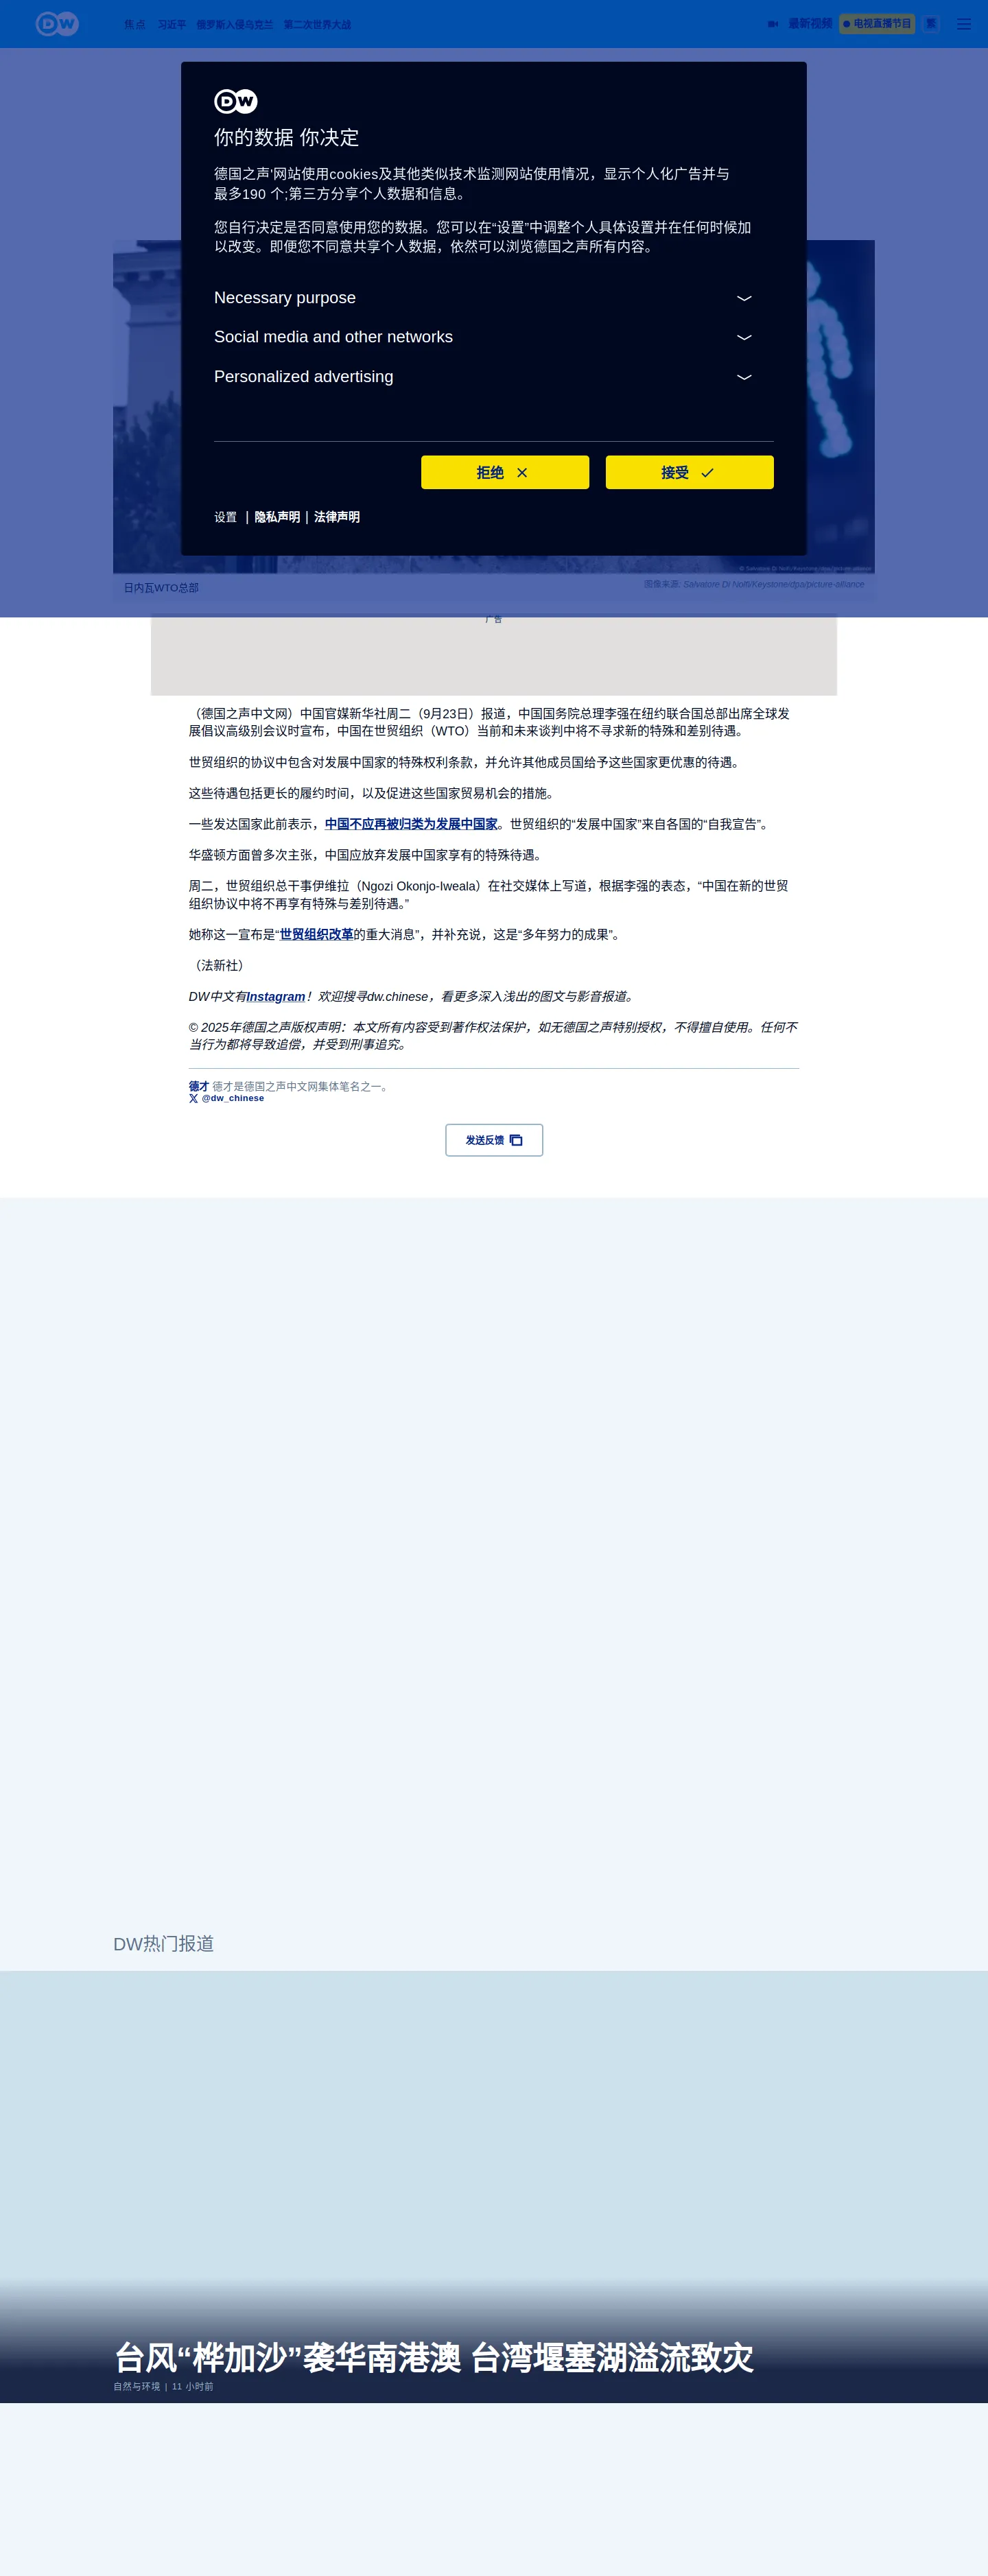 DW
焦点 习近平 俄罗斯入侵乌克兰 第二次世界大战
最新视频 电视直播节目 繁
DW
你的数据 你决定
德国之声'网站使用cookies及其他类似技术监测网站使用情况，显示个人化广告并与
最多190 个;第三方分享个人数据和信息。
您自行决定是否同意使用您的数据。您可以在“设置”中调整个人具体设置并在任何时候加
以改变。即便您不同意共享个人数据，依然可以浏览德国之声所有内容。
Necessary purpose
Social media and other networks
Personalized advertising
拒绝 接受
设置 | 隐私声明 | 法律声明
© Salvatore Di Nolfi/Keystone/dpa/picture-alliance
日内瓦WTO总部
图像来源: Salvatore Di Nolfi/Keystone/dpa/picture-alliance
广告
（德国之声中文网）中国官媒新华社周二（9月23日）报道，中国国务院总理李强在纽约联合国总部出席全球发
展倡议高级别会议时宣布，中国在世贸组织（WTO）当前和未来谈判中将不寻求新的特殊和差别待遇。
世贸组织的协议中包含对发展中国家的特殊权利条款，并允许其他成员国给予这些国家更优惠的待遇。
这些待遇包括更长的履约时间，以及促进这些国家贸易机会的措施。
一些发达国家此前表示，中国不应再被归类为发展中国家。世贸组织的“发展中国家”来自各国的“自我宣告”。
华盛顿方面曾多次主张，中国应放弃发展中国家享有的特殊待遇。
周二，世贸组织总干事伊维拉（Ngozi Okonjo-Iweala）在社交媒体上写道，根据李强的表态，“中国在新的世贸
组织协议中将不再享有特殊与差别待遇。”
她称这一宣布是“世贸组织改革的重大消息”，并补充说，这是“多年努力的成果”。
（法新社）
DW中文有Instagram！欢迎搜寻dw.chinese，看更多深入浅出的图文与影音报道。
© 2025年德国之声版权声明：本文所有内容受到著作权法保护，如无德国之声特别授权，不得擅自使用。任何不
当行为都将导致追偿，并受到刑事追究。
德才 德才是德国之声中文网集体笔名之一。
@dw_chinese
发送反馈
DW热门报道
台风“桦加沙”袭华南港澳 台湾堰塞湖溢流致灾
自然与环境 | 11 小时前